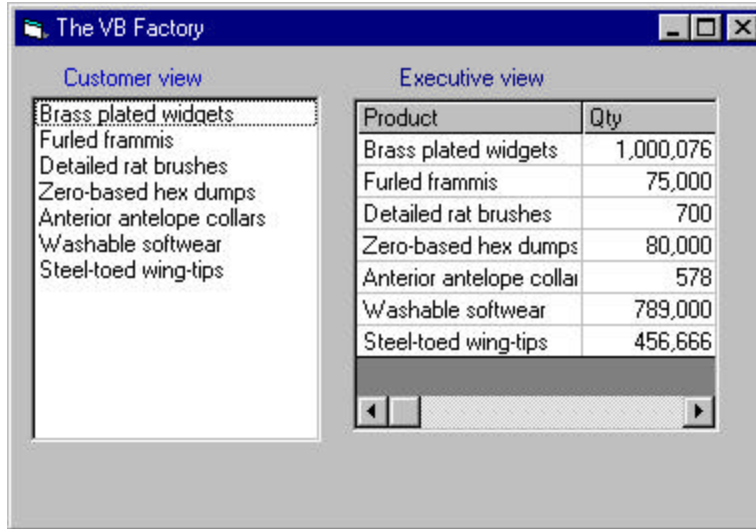 The VB Factory
Customer view
Brass plated widgets
Furled frammis
Detailed rat brushes
Zero-based hex dumps
Anterior antelope collars
Washable softwear
Steel-toed wing-tips
Executive view
Product Qty
Brass plated widgets 1,000,076
Furled frammis 75,000
Detailed rat brushes 700
Zero-based hex dumps 80,000
Anterior antelope collar 578
Washable softwear 789,000
Steel-toed wing-tips 456,666